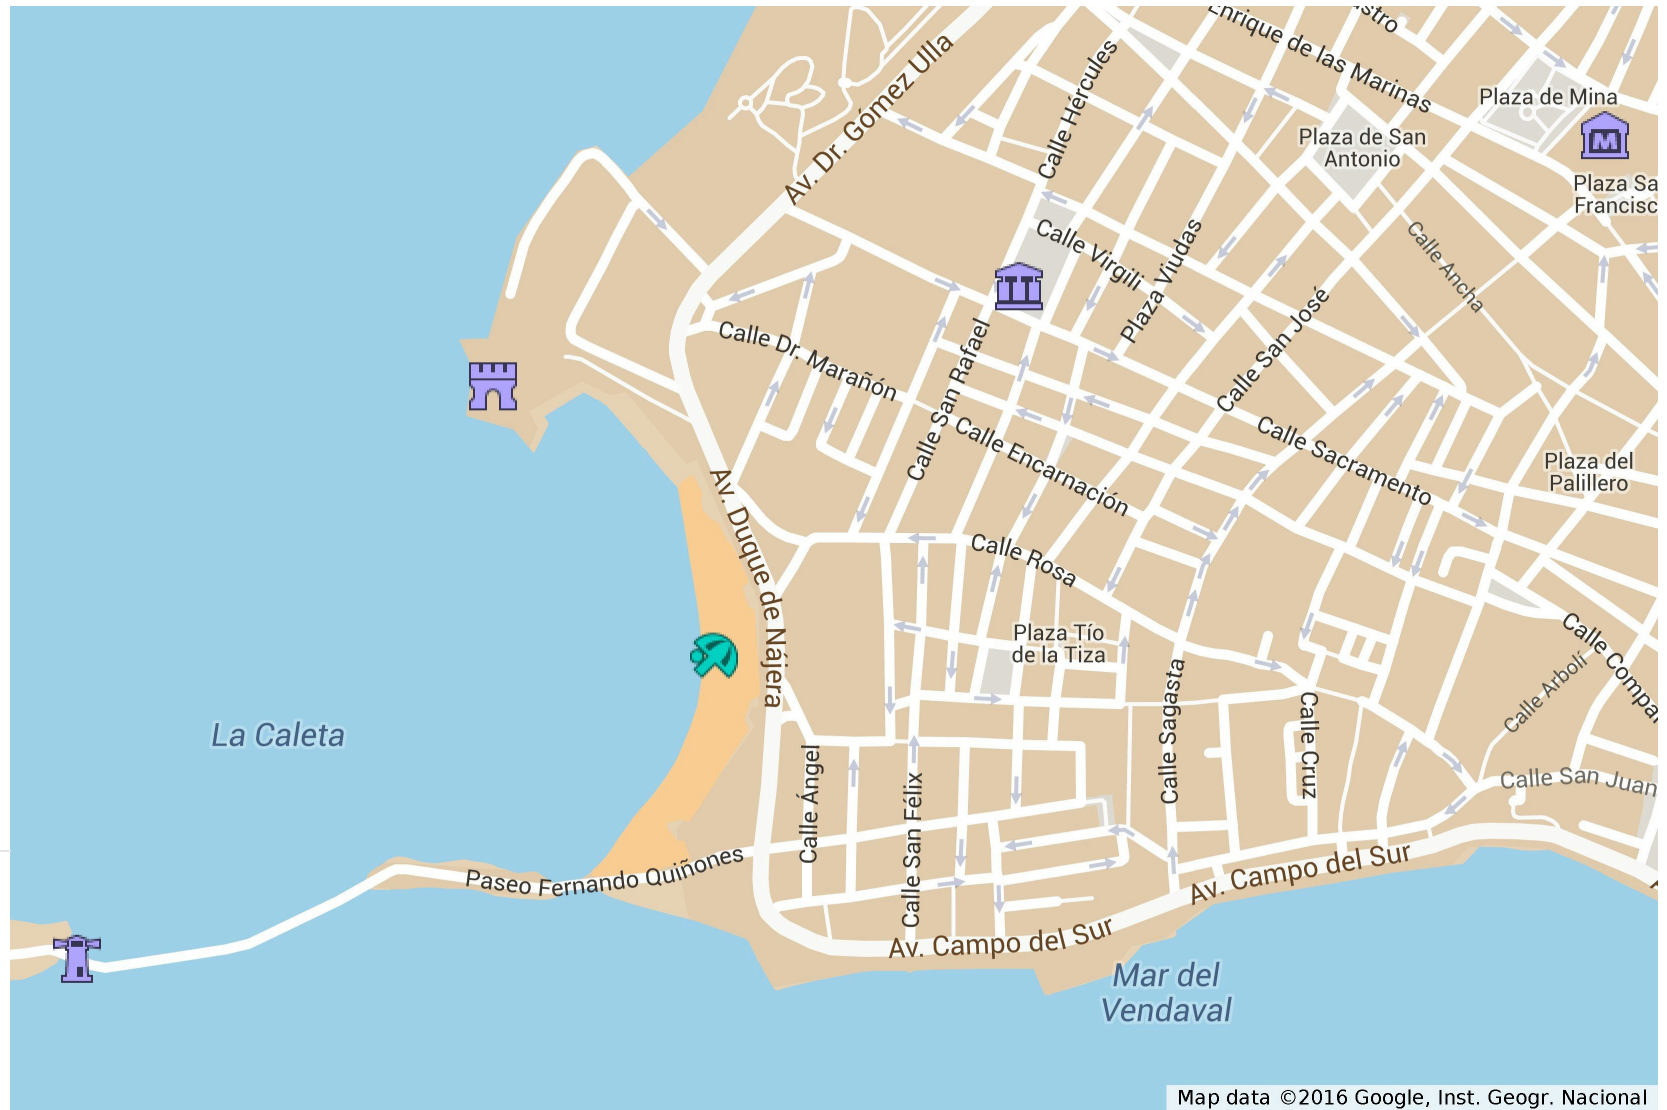 Enrique de las Marinas
Plaza de Mina
Plaza de San
Antonio
Plaza Sa
Francisc
M
Av. Dr. Gómez Ulla
Calle Hércules
Calle Virgili
Plaza Viudas
Calle Ancha
Calle San José
Calle Dr. Marañón
Calle San Rafael
Calle Encarnación
Calle Sacramento
Plaza del
Palillero
Av. Duque de Nájera
Calle Rosa
Plaza Tío
de la Tiza
Calle Compa
Calle Arbolí
La Caleta
Calle Sagasta
Calle Cruz
Calle Ángel
Calle San Félix
Calle San Juan
Paseo Fernando Quiñones
Av. Campo del Sur
Av. Campo del Sur
Mar del
Vendaval
Map data ©2016 Google, Inst. Geogr. Nacional